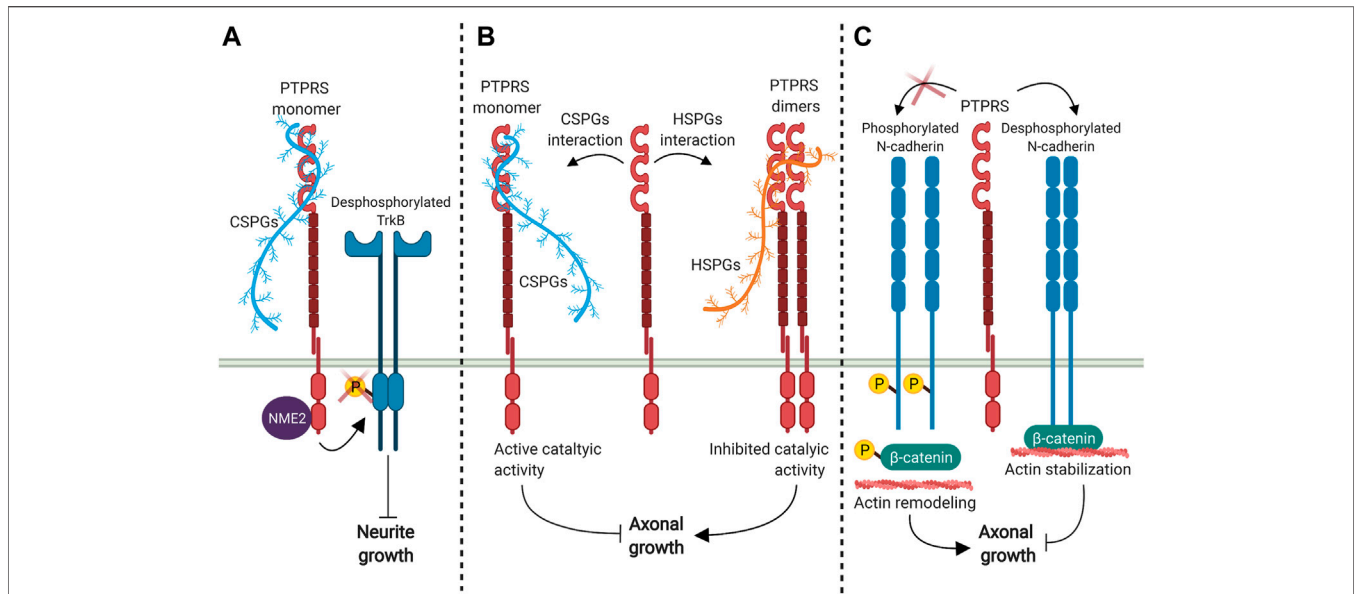 A
PTPRS
monomer
CSPGs
Desphosphorylated
TrkB
P
NME2
Neurite
growth
B
PTPRS
monomer
CSPGs
interaction
HSPGs
interaction
PTPRS
dimers
CSPGs
HSPGs
Active cataltyic
activity
Inhibited catalyic
activity
Axonal
growth
C
PTPRS
Phosphorylated
N-cadherin
Desphosphorylated
N-cadherin
P
P
P
β-catenin
Actin remodeling
β-catenin
Actin stabilization
Axonal
growth